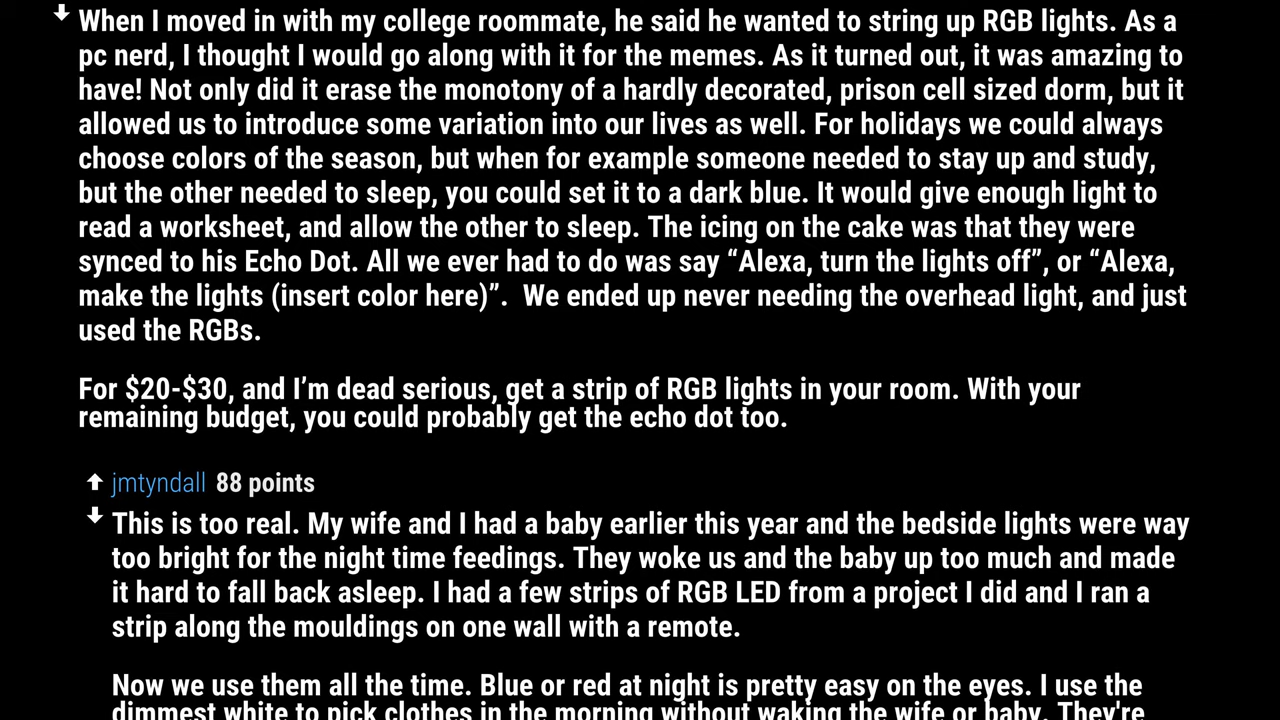 When I moved in with my college roommate, he said he wanted to string up RGB lights. As a
pc nerd, I thought I would go along with it for the memes. As it turned out, it was amazing to
have! Not only did it erase the monotony of a hardly decorated, prison cell sized dorm, but it
allowed us to introduce some variation into our lives as well. For holidays we could always
choose colors of the season, but when for example someone needed to stay up and study,
but the other needed to sleep, you could set it to a dark blue. It would give enough light to
read a worksheet, and allow the other to sleep. The icing on the cake was that they were
synced to his Echo Dot. All we ever had to do was say “Alexa, turn the lights off”, or “Alexa,
make the lights (insert color here)”.  We ended up never needing the overhead light, and just
used the RGBs.
For $20-$30, and I’m dead serious, get a strip of RGB lights in your room. With your
remaining budget, you could probably get the echo dot too.
jmtyndall 88 points
This is too real. My wife and I had a baby earlier this year and the bedside lights were way
too bright for the night time feedings. They woke us and the baby up too much and made
it hard to fall back asleep. I had a few strips of RGB LED from a project I did and I ran a
strip along the mouldings on one wall with a remote.
Now we use them all the time. Blue or red at night is pretty easy on the eyes. I use the
dimmest white to pick clothes in the morning without waking the wife or baby. They're